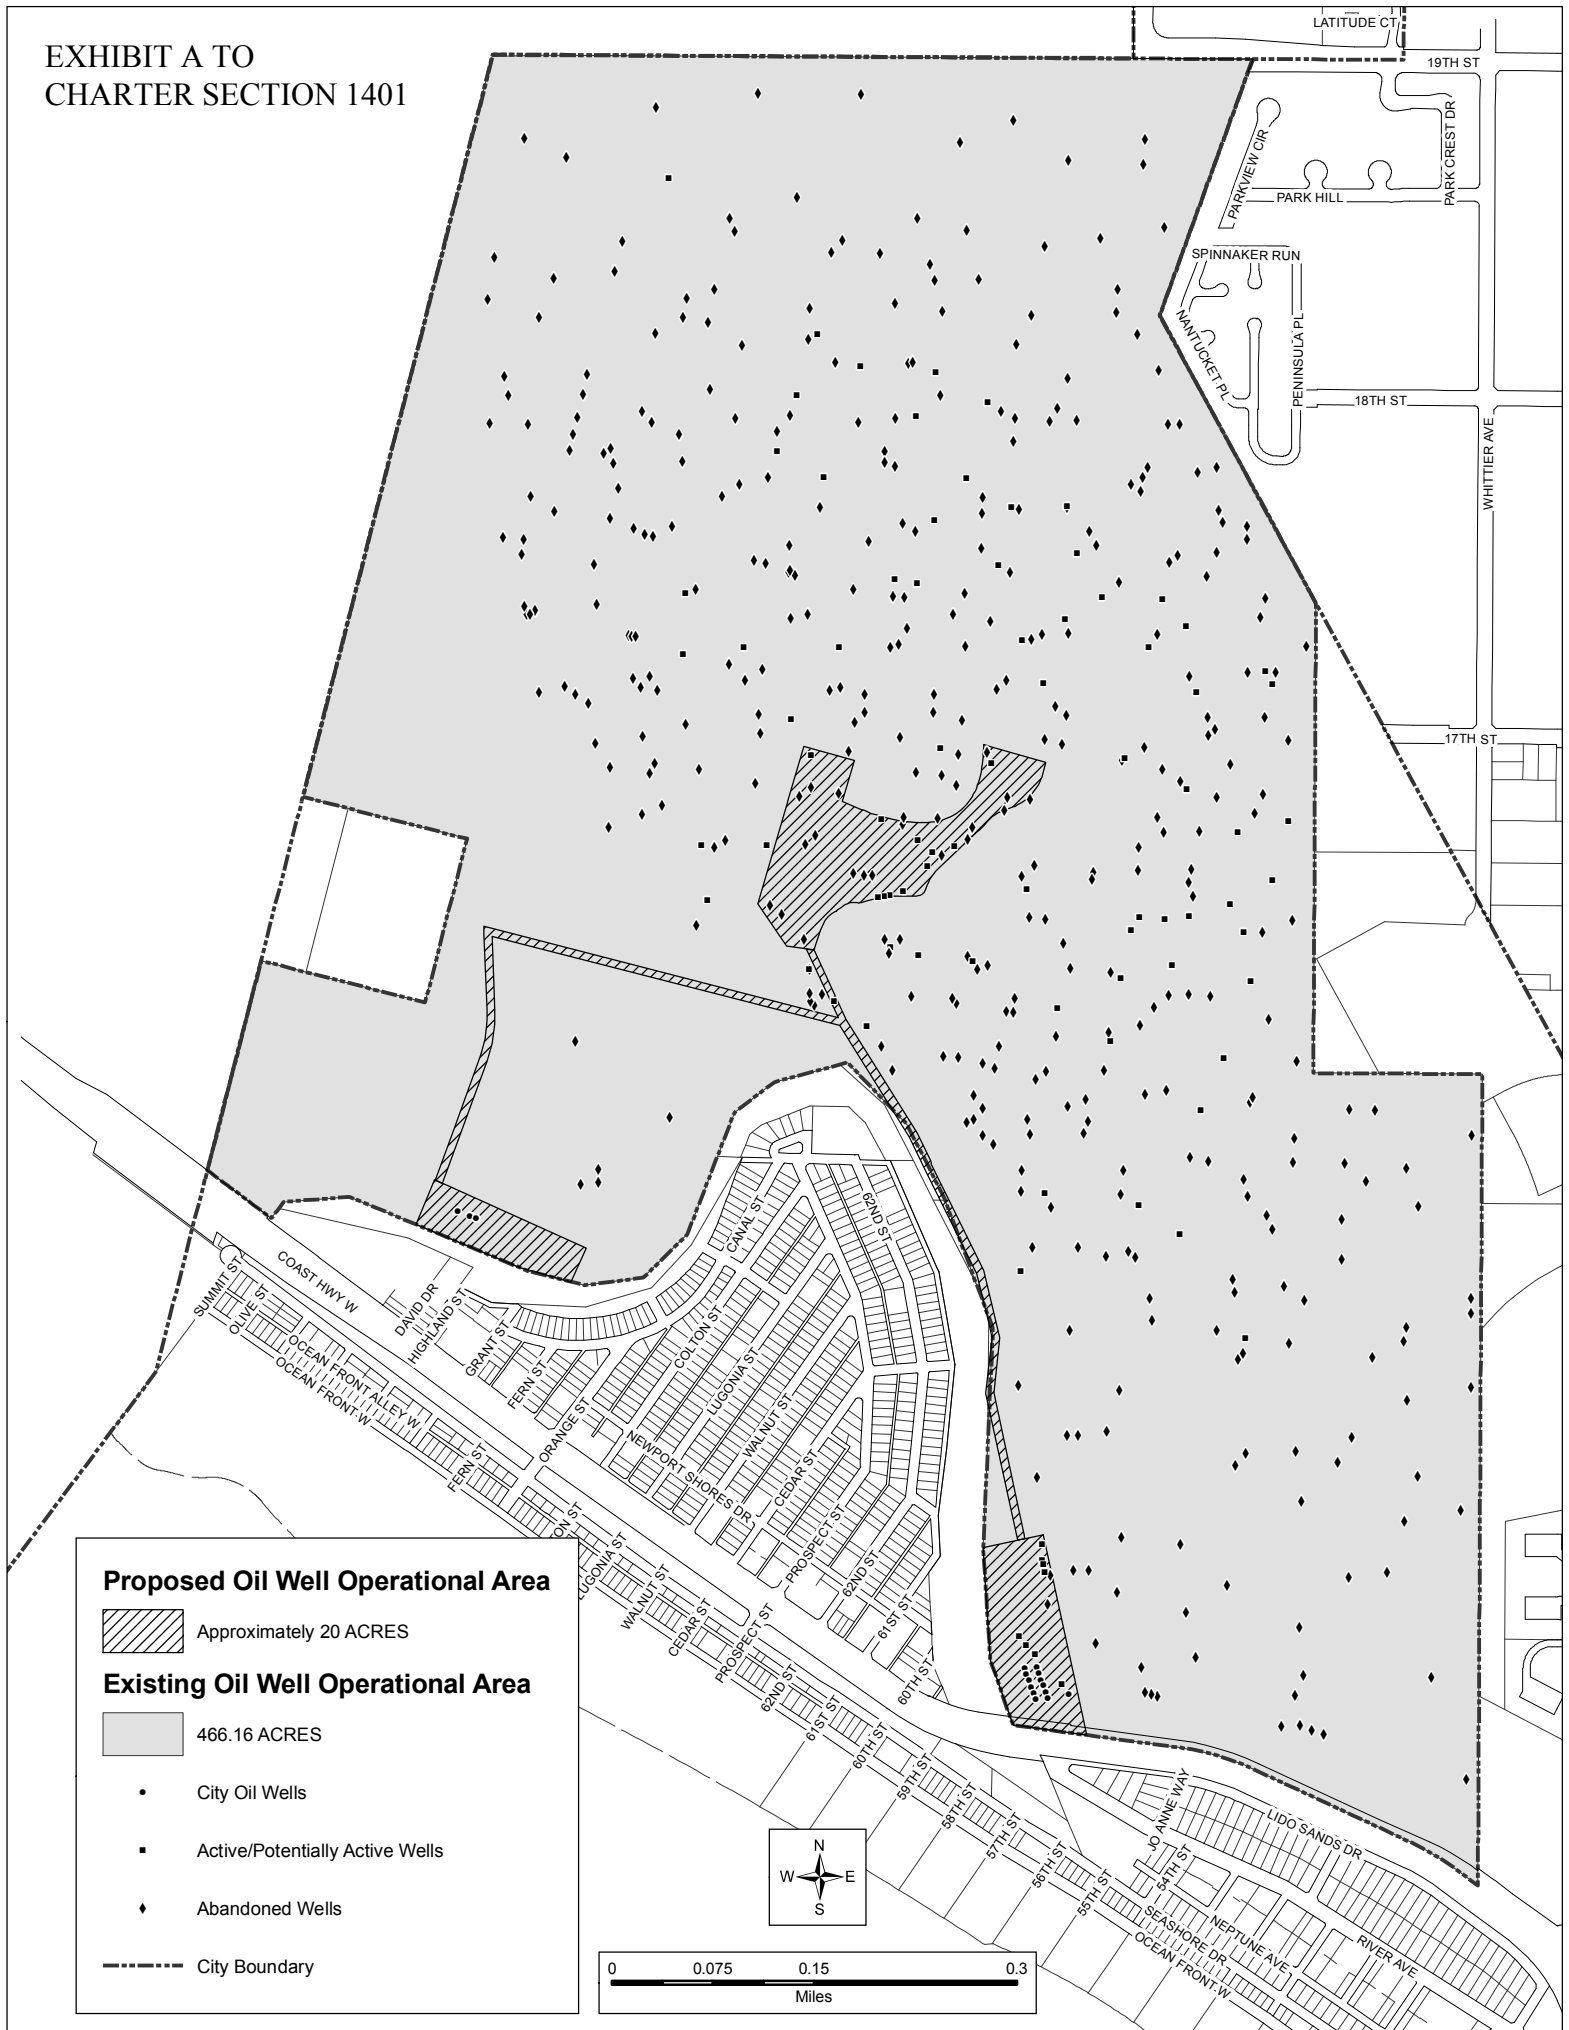 EXHIBIT A TO
CHARTER SECTION 1401
LATITUDE CT
19TH ST
PARK CREST DR
PARKVIEW CIR
PARK HILL
SPINNAKER RUN
NANTUCKET PL
PENINSULA PL
18TH ST
WHITTIER AVE
17TH ST
62ND ST
CANAL ST
COAST HWY W
SUMMIT ST
OLIVE ST
DAVID DR
HIGHLAND ST
GRANT ST
FERN ST
COLTON ST
LUGONIA ST
WALNUT ST
OCEAN FRONT ALLEY W
OCEAN FRONT W
ORANGE ST
NEWPORT SHORES DR
CEDAR ST
FERN ST
PROSPECT ST
62ND ST
61ST ST
60TH ST
ON ST
LUGONIA ST
WALNUT ST
CEDAR ST
PROSPECT ST
62ND ST
61ST ST
60TH ST
59TH ST
58TH ST
57TH ST
56TH ST
55TH ST
54TH ST
JO ANNE WAY
LIDO SANDS DR
SEASHORE DR
NEPTUNE AVE
RIVER AVE
OCEAN FRONT W
Proposed Oil Well Operational Area
Approximately 20 ACRES
Existing Oil Well Operational Area
466.16 ACRES
City Oil Wells
Active/Potentially Active Wells
Abandoned Wells
City Boundary
N
W E
S
0 0.075 0.15 0.3
Miles